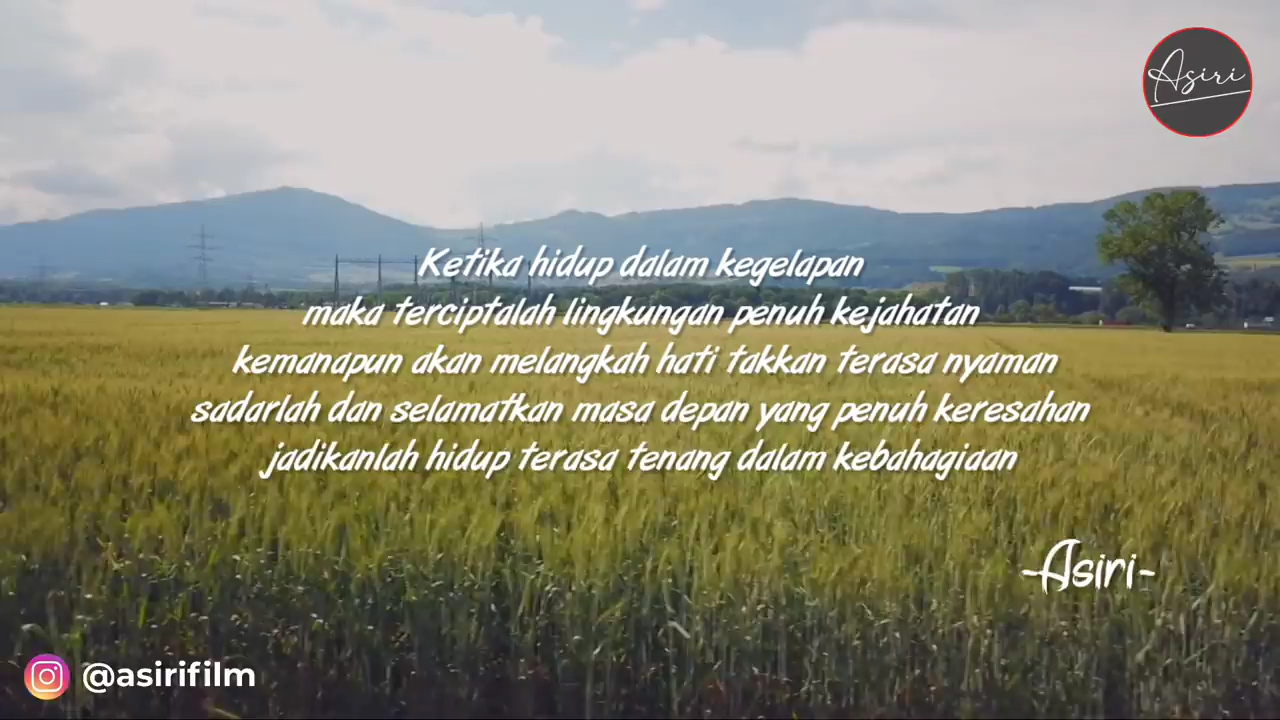 Asiri
Ketika hidup dalam kegelapan
maka terciptalah lingkungan penuh kejahatan
kemanapun akan melangkah hati takkan terasa nyaman
sadarlah dan selamatkan masa depan yang penuh keresahan
jadikanlah hidup terasa tenang dalam kebahagiaan
-Asiri-
@asirifilm